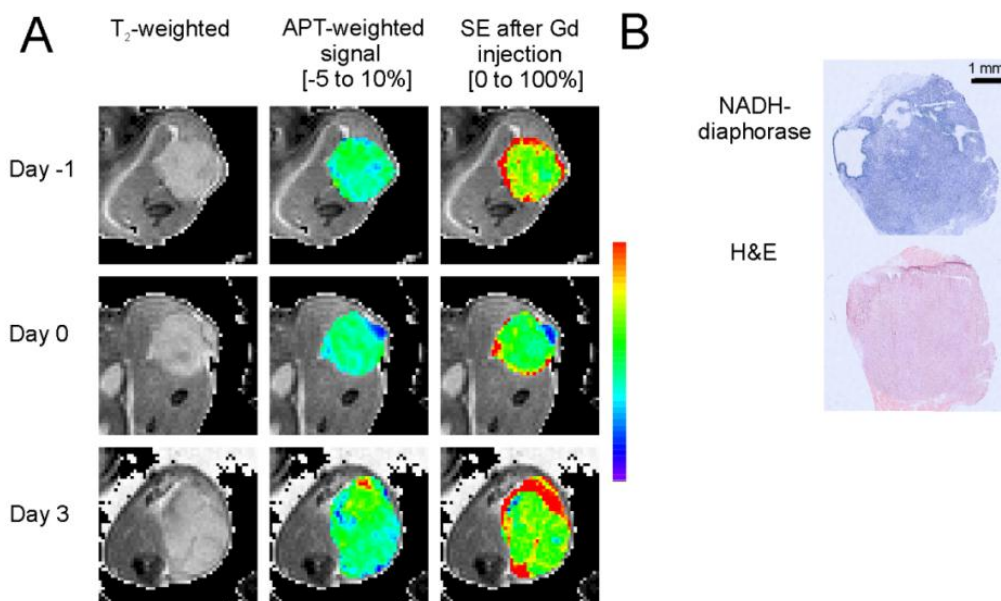 A
T₂-weighted
APT-weighted
signal
[-5 to 10%]
SE after Gd
injection
[0 to 100%]
Day -1
Day 0
Day 3
B
1 mm
NADH-
diaphorase
H&E